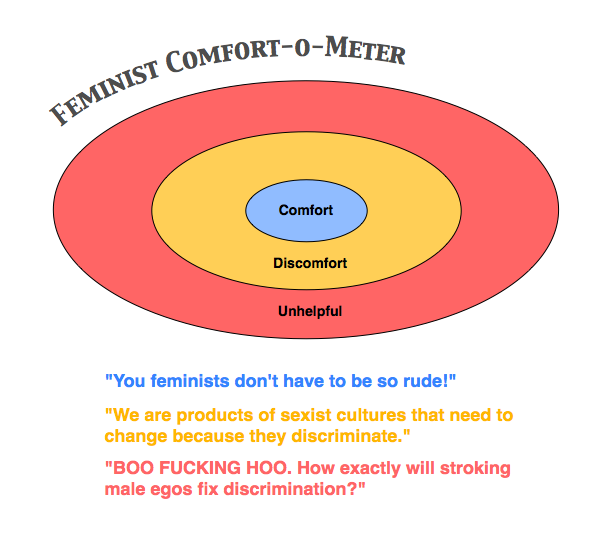 Feminist Comfort-o-Meter
Comfort
Discomfort
Unhelpful
"You feminists don't have to be so rude!"
"We are products of sexist cultures that need to
change because they discriminate."
"BOO FUCKING HOO. How exactly will stroking
male egos fix discrimination?"